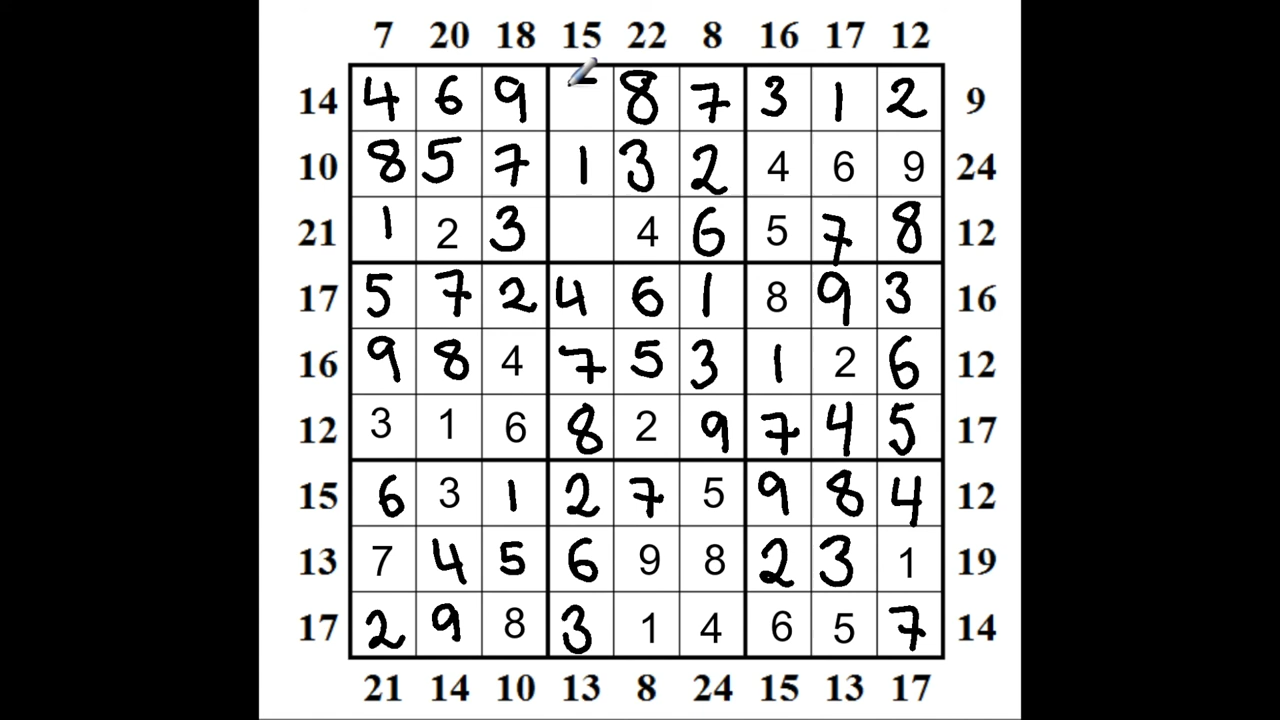 7 20 18 15 22 8 16 17 12
14 4 6 9 8 7 3 1 2 9
10 8 5 7 1 3 2 4 6 9 24
21 1 2 3 4 6 5 7 8 12
17 5 7 2 4 6 1 8 9 3 16
16 9 8 4 7 5 3 1 2 6 12
12 3 1 6 8 2 9 7 4 5 17
15 6 3 1 2 7 5 9 8 4 12
13 7 4 5 6 9 8 2 3 1 19
17 2 9 8 3 1 4 6 5 7 14
21 14 10 13 8 24 15 13 17